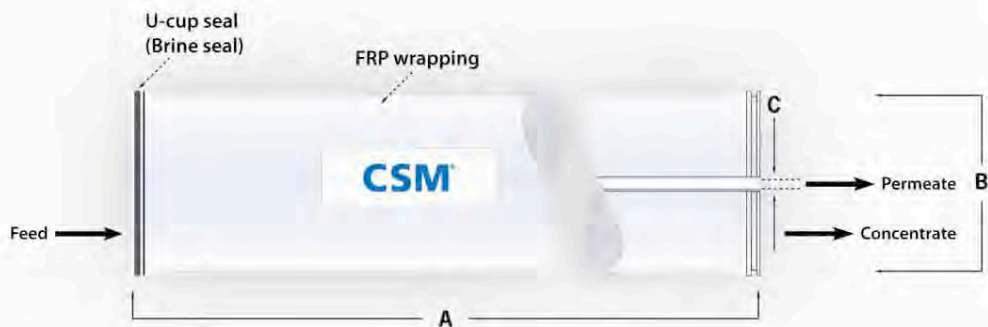 U-cup seal
(Brine seal)
FRP wrapping
C
CSM
Permeate
B
Feed
Concentrate
A